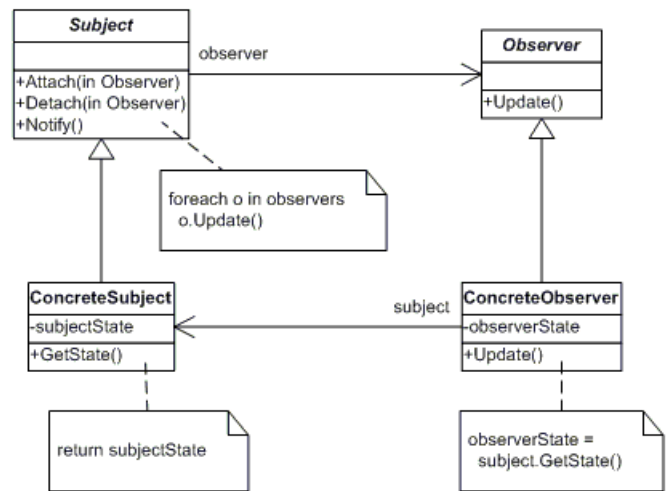 Subject
+Attach(in Observer)
+Detach(in Observer)
+Notify()
observer
Observer
+Update()
foreach o in observers
o.Update()
ConcreteSubject
-subjectState
+GetState()
subject
ConcreteObserver
-observerState
+Update()
return subjectState
observerState =
subject.GetState()